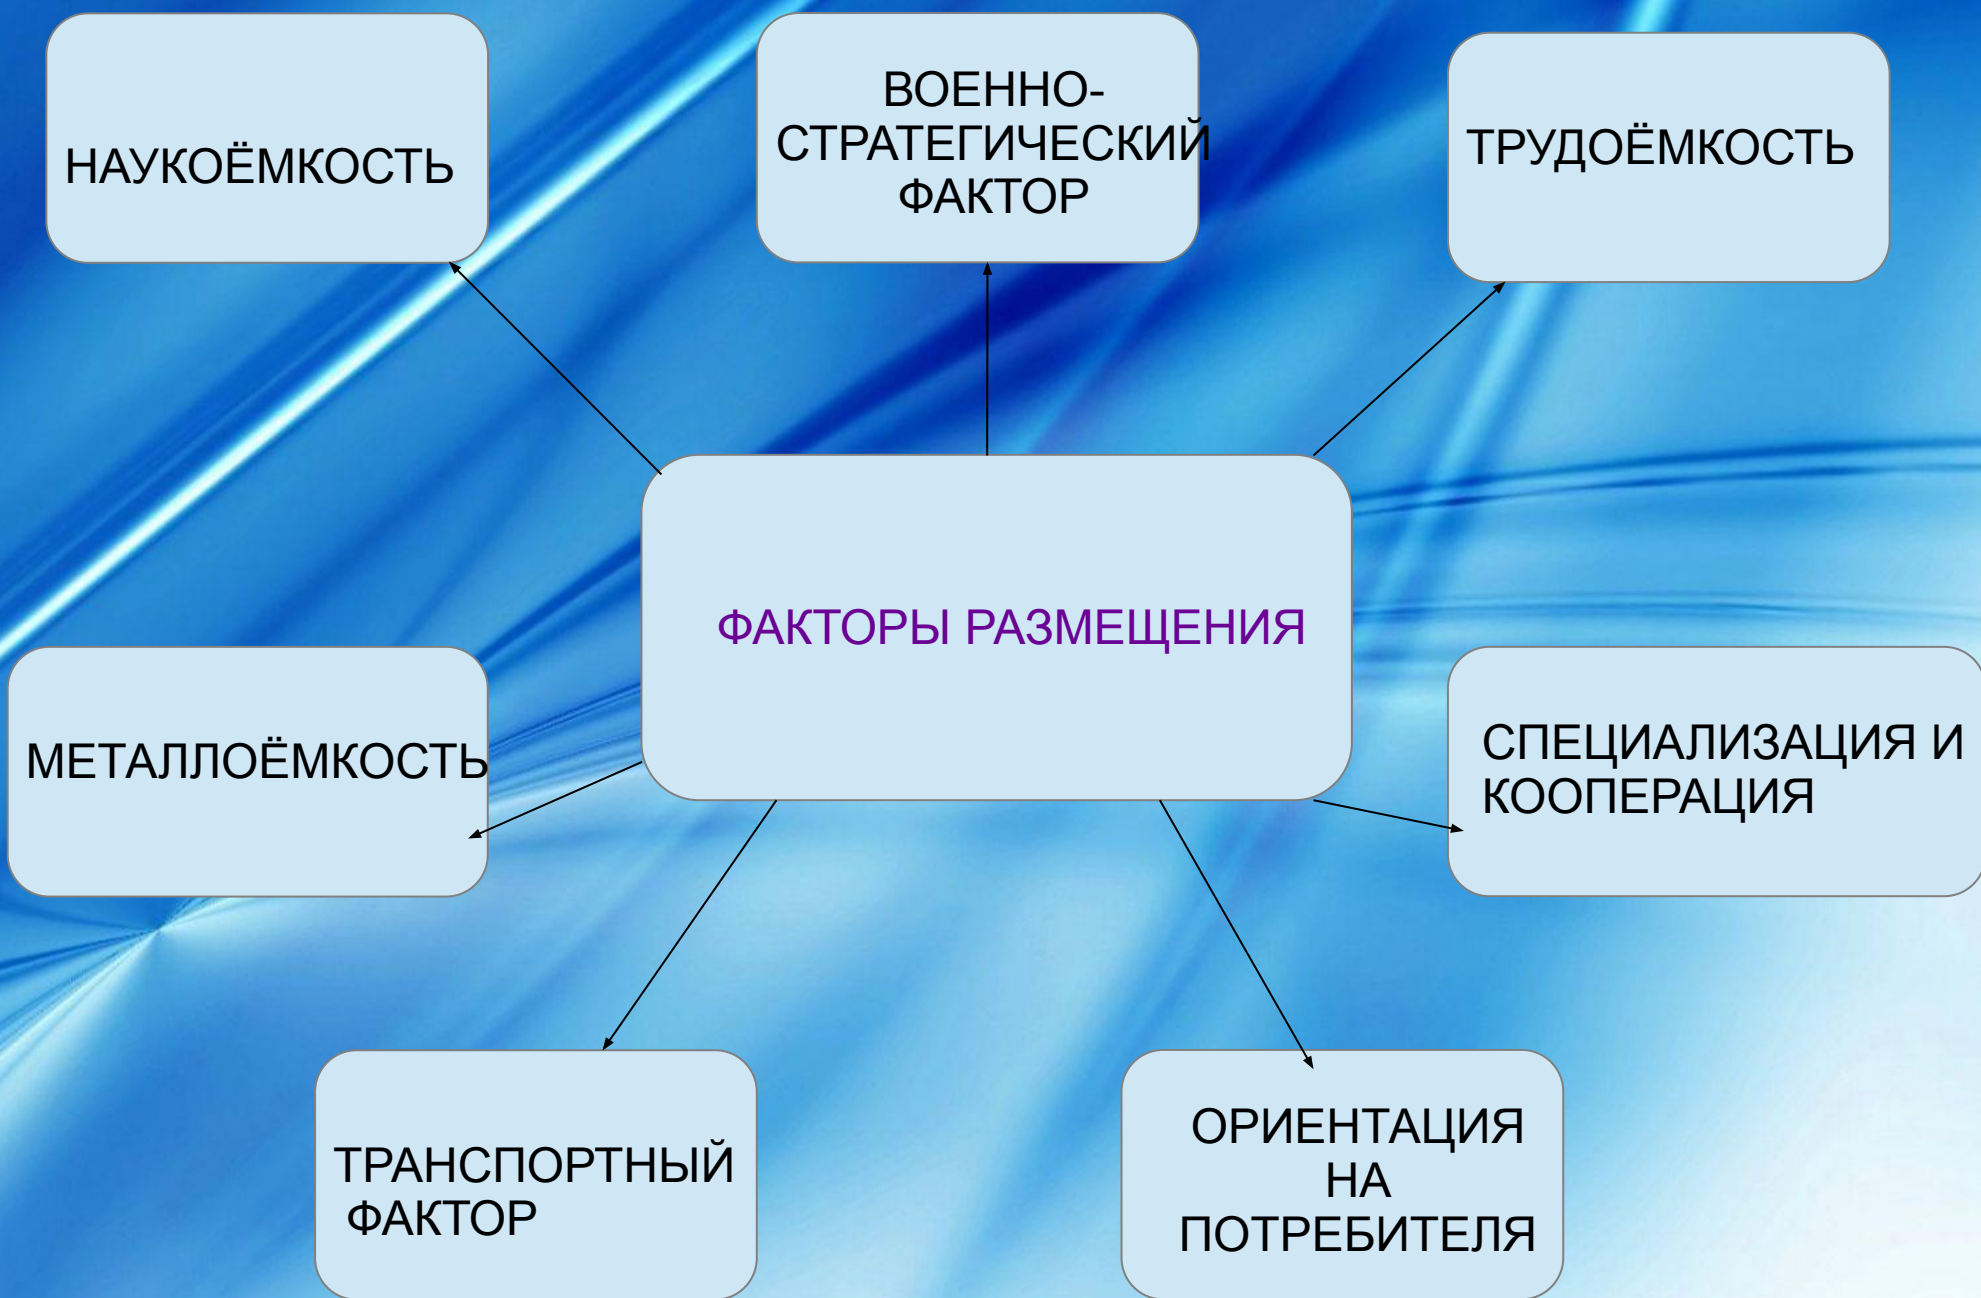 НАУКОЁМКОСТЬ
ВОЕННО-
СТРАТЕГИЧЕСКИЙ
ФАКТОР
ТРУДОЁМКОСТЬ
ФАКТОРЫ РАЗМЕЩЕНИЯ
МЕТАЛЛОЁМКОСТЬ
СПЕЦИАЛИЗАЦИЯ И
КООПЕРАЦИЯ
ТРАНСПОРТНЫЙ
ФАКТОР
ОРИЕНТАЦИЯ
НА
ПОТРЕБИТЕЛЯ